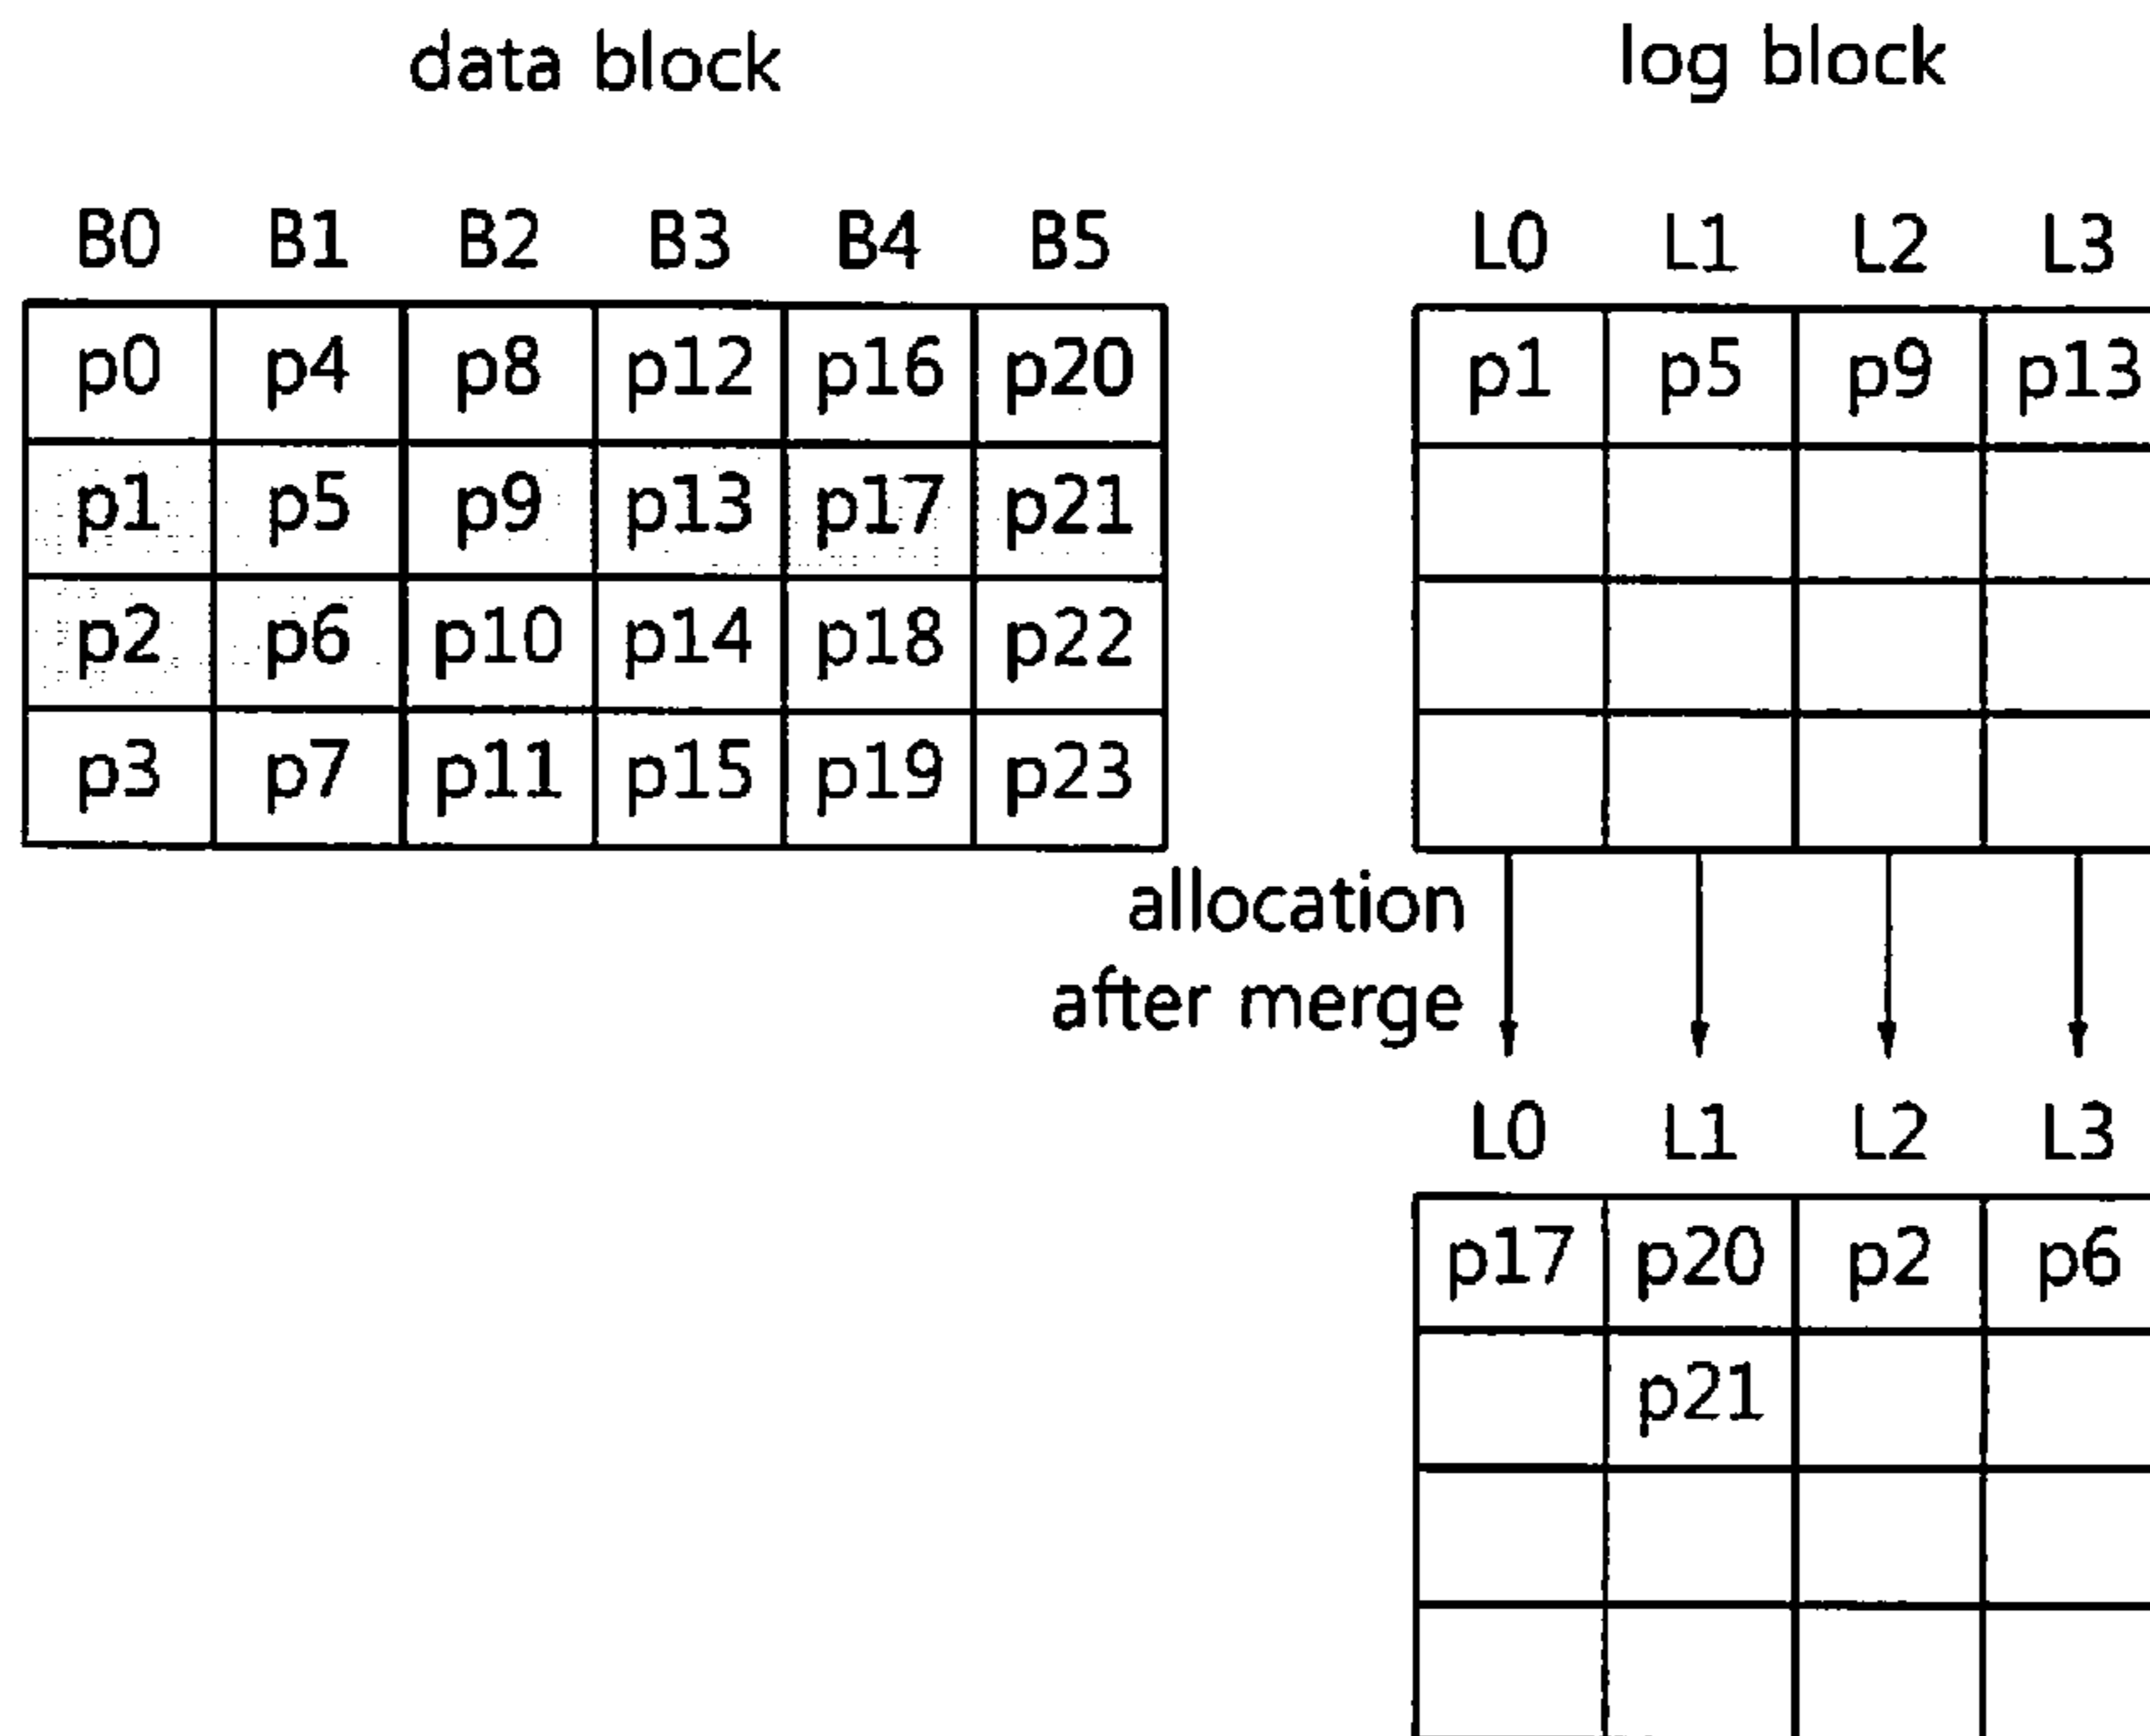 data block log block
B0 B1 B2 B3 B4 B5 L0 L1 L2 L3
p0 p4 p8 p12 p16 p20 p1 p5 p9 p13
p1 p5 p9 p13 p17 p21
p2 p6 p10 p14 p18 p22
p3 p7 p11 p15 p19 p23
allocation
after merge
L0 L1 L2 L3
p17 p20 p2 p6
p21